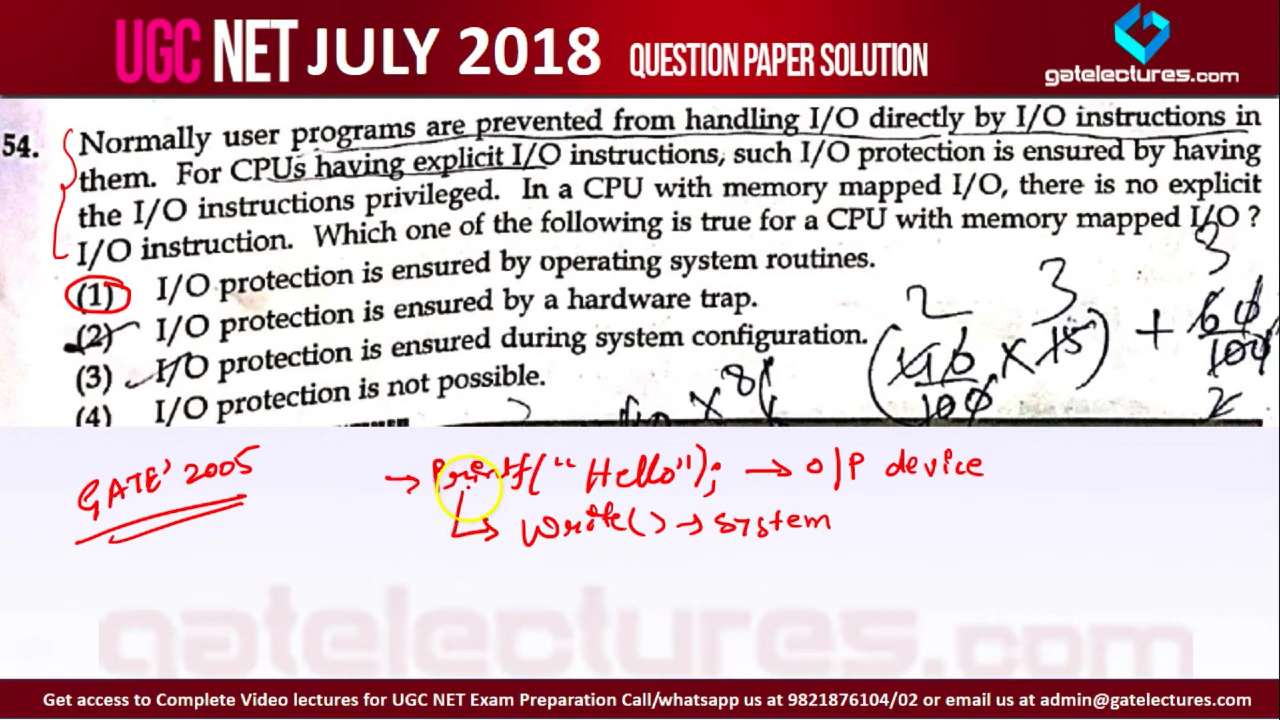 UGC NET JULY 2018 QUESTION PAPER SOLUTION
gatelectures.com
54. Normally user programs are prevented from handling I/O directly by I/O instructions in
them. For CPUs having explicit I/O instructions, such I/O protection is ensured by having
the I/O instructions privileged. In a CPU with memory mapped I/O, there is no explicit
I/O instruction. Which one of the following is true for a CPU with memory mapped I/O ?
(1) I/O protection is ensured by operating system routines.
(2) I/O protection is ensured by a hardware trap.
(3) I/O protection is ensured during system configuration.
(4) I/O protection is not possible.
GATE' 2005
→ Printf("Hello"); → O/P device
↳ write() → system
gatelectures.com
Get access to Complete Video lectures for UGC NET Exam Preparation Call/whatsapp us at 9821876104/02 or email us at admin@gatelectures.com